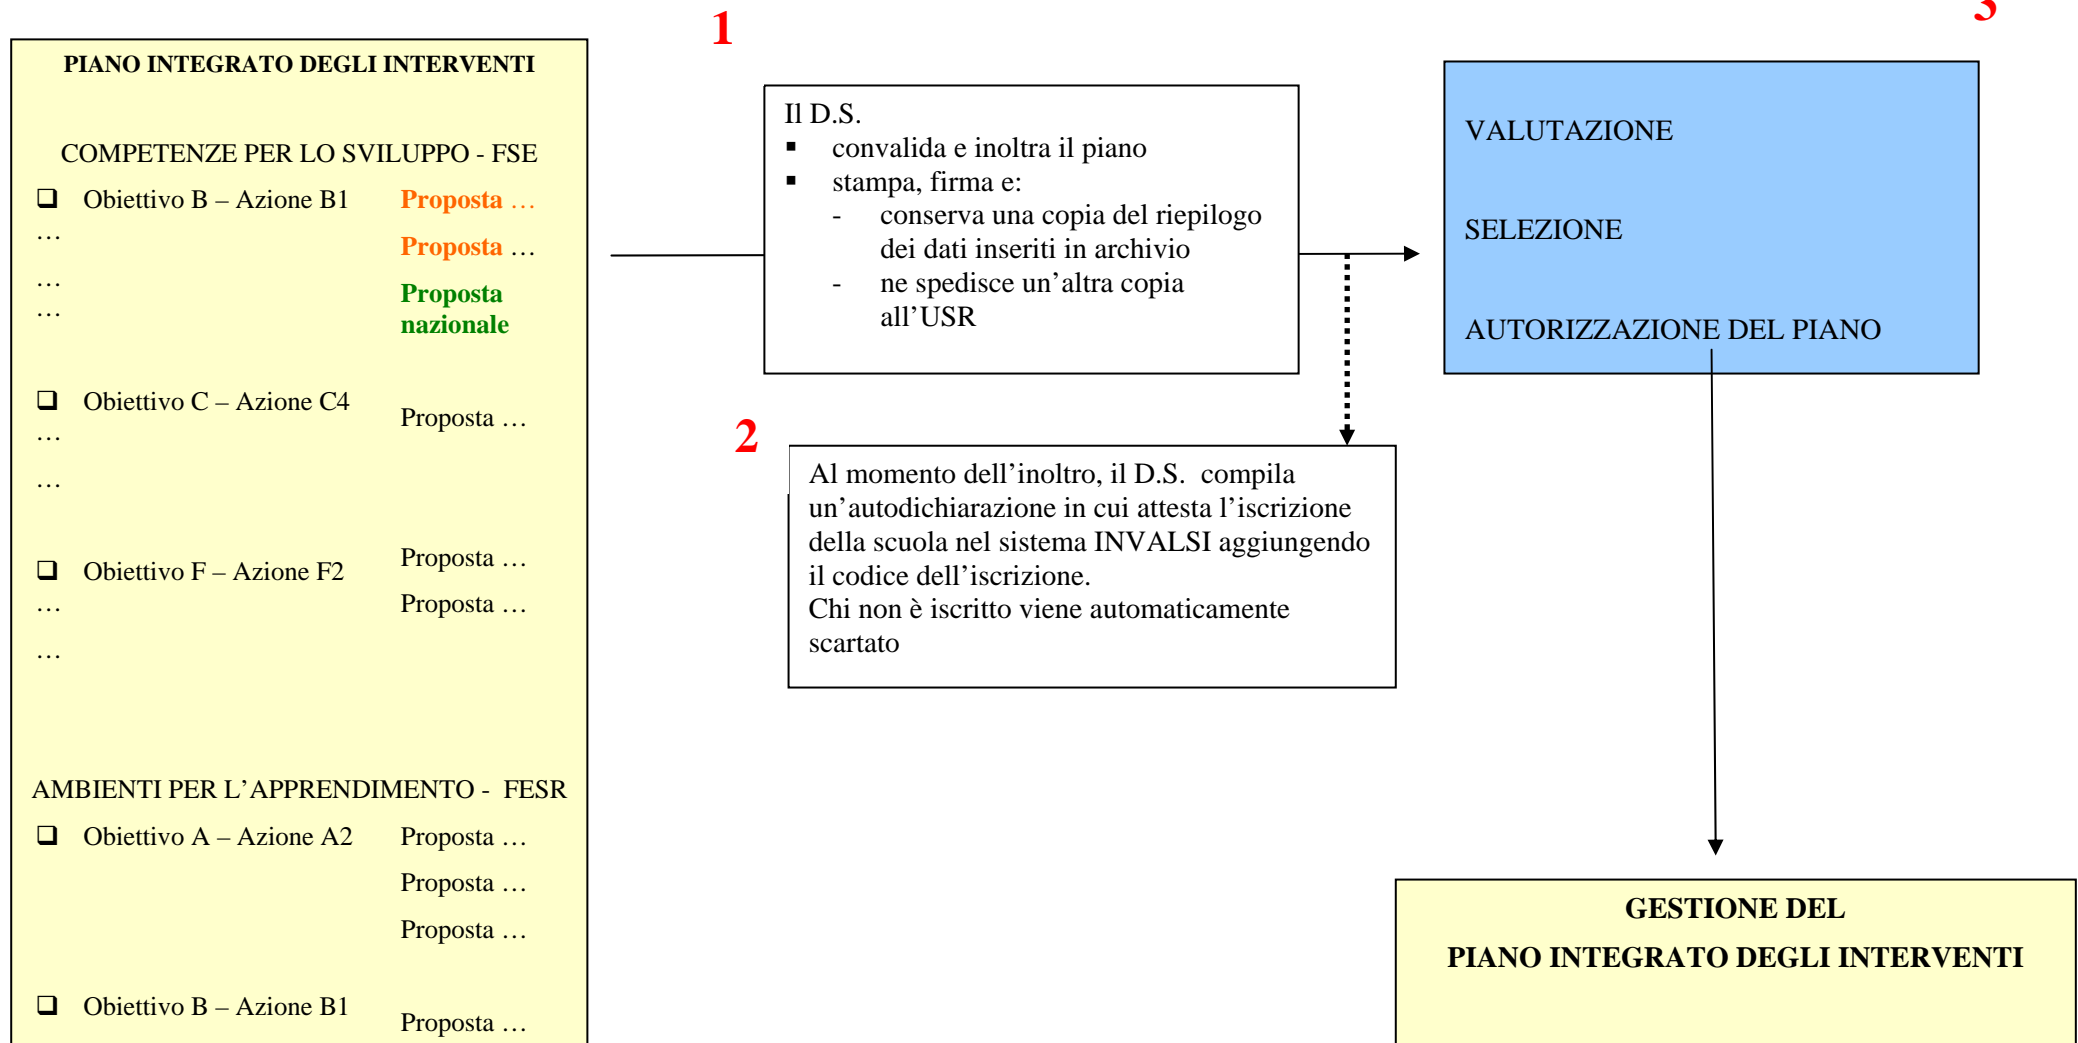 PIANO INTEGRATO DEGLI INTERVENTI
COMPETENZE PER LO SVILUPPO - FSE
❑ Obiettivo B – Azione B1 Proposta …
…
Proposta …
…
Proposta
…
nazionale
❑ Obiettivo C – Azione C4
Proposta …
…
…
Proposta …
❑ Obiettivo F – Azione F2
…
Proposta …
…
AMBIENTI PER L’APPRENDIMENTO - FESR
❑ Obiettivo A – Azione A2 Proposta …
Proposta …
Proposta …
❑ Obiettivo B – Azione B1
Proposta …
1
Il D.S.
▪ convalida e inoltra il piano
▪ stampa, firma e:
- conserva una copia del riepilogo
dei dati inseriti in archivio
- ne spedisce un’altra copia
all’USR
2
Al momento dell’inoltro, il D.S. compila
un’autodichiarazione in cui attesta l’iscrizione
della scuola nel sistema INVALSI aggiungendo
il codice dell’iscrizione.
Chi non è iscritto viene automaticamente
scartato
3
VALUTAZIONE
SELEZIONE
AUTORIZZAZIONE DEL PIANO
GESTIONE DEL
PIANO INTEGRATO DEGLI INTERVENTI